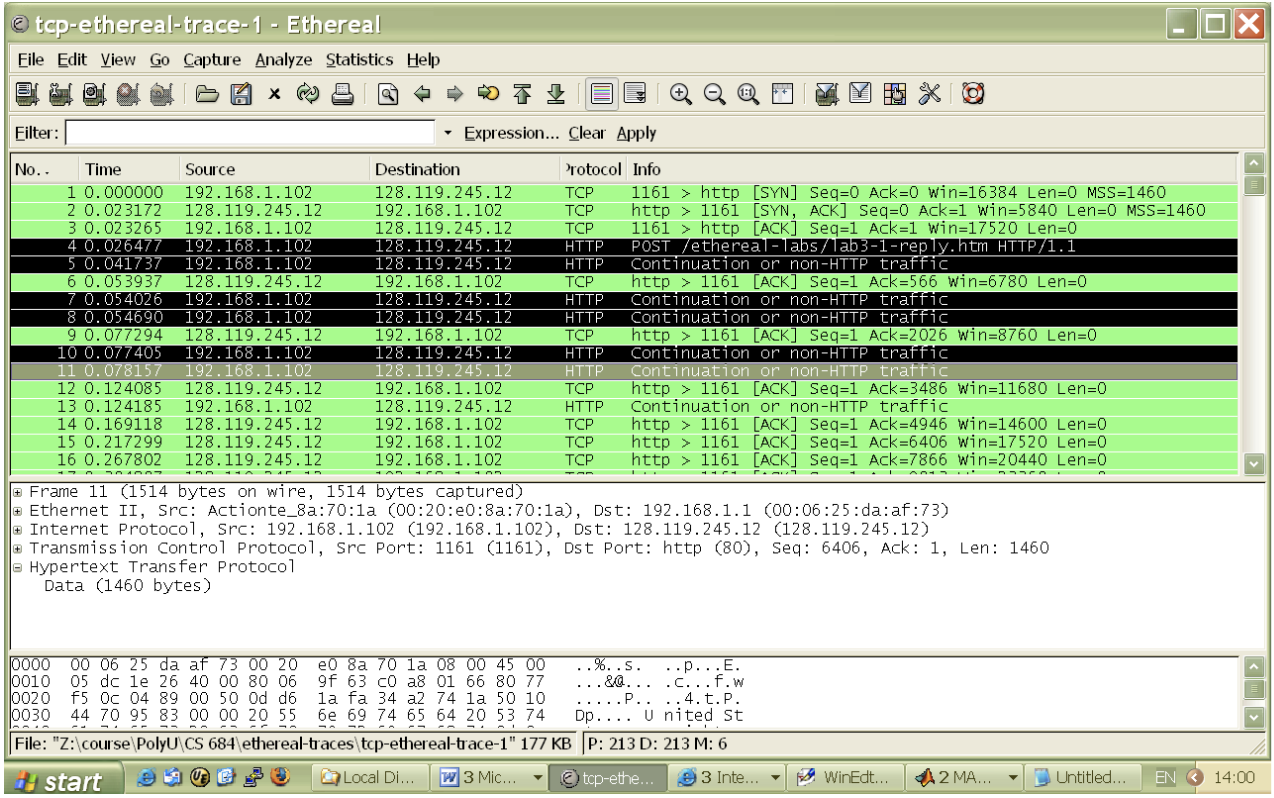 tcp-ethereal-trace-1 - Ethereal
File Edit View Go Capture Analyze Statistics Help
Filter: Expression... Clear Apply
No. . Time Source Destination Protocol Info
1 0.000000 192.168.1.102 128.119.245.12 TCP 1161 > http [SYN] Seq=0 Ack=0 Win=16384 Len=0 MSS=1460
2 0.023172 128.119.245.12 192.168.1.102 TCP http > 1161 [SYN, ACK] Seq=0 Ack=1 Win=5840 Len=0 MSS=1460
3 0.023265 192.168.1.102 128.119.245.12 TCP 1161 > http [ACK] Seq=1 Ack=1 Win=17520 Len=0
4 0.026477 192.168.1.102 128.119.245.12 HTTP POST /ethereal-labs/lab3-1-reply.htm HTTP/1.1
5 0.041737 192.168.1.102 128.119.245.12 HTTP Continuation or non-HTTP traffic
6 0.053937 128.119.245.12 192.168.1.102 TCP http > 1161 [ACK] Seq=1 Ack=566 Win=6780 Len=0
7 0.054026 192.168.1.102 128.119.245.12 HTTP Continuation or non-HTTP traffic
8 0.054690 192.168.1.102 128.119.245.12 HTTP Continuation or non-HTTP traffic
9 0.077294 128.119.245.12 192.168.1.102 TCP http > 1161 [ACK] Seq=1 Ack=2026 Win=8760 Len=0
10 0.077405 192.168.1.102 128.119.245.12 HTTP Continuation or non-HTTP traffic
11 0.078157 192.168.1.102 128.119.245.12 HTTP Continuation or non-HTTP traffic
12 0.124085 128.119.245.12 192.168.1.102 TCP http > 1161 [ACK] Seq=1 Ack=3486 Win=11680 Len=0
13 0.124185 192.168.1.102 128.119.245.12 HTTP Continuation or non-HTTP traffic
14 0.169118 128.119.245.12 192.168.1.102 TCP http > 1161 [ACK] Seq=1 Ack=4946 Win=14600 Len=0
15 0.217299 128.119.245.12 192.168.1.102 TCP http > 1161 [ACK] Seq=1 Ack=6406 Win=17520 Len=0
16 0.267802 128.119.245.12 192.168.1.102 TCP http > 1161 [ACK] Seq=1 Ack=7866 Win=20440 Len=0
Frame 11 (1514 bytes on wire, 1514 bytes captured)
Ethernet II, Src: Actionte_8a:70:1a (00:20:e0:8a:70:1a), Dst: 192.168.1.1 (00:06:25:da:af:73)
Internet Protocol, Src: 192.168.1.102 (192.168.1.102), Dst: 128.119.245.12 (128.119.245.12)
Transmission Control Protocol, Src Port: 1161 (1161), Dst Port: http (80), Seq: 6406, Ack: 1, Len: 1460
Hypertext Transfer Protocol
Data (1460 bytes)
0000 00 06 25 da af 73 00 20 e0 8a 70 1a 08 00 45 00 ..%..s. ..p...E.
0010 05 dc 1e 26 40 00 80 06 9f 63 c0 a8 01 66 80 77 ...&@... .c...f.w
0020 f5 0c 04 89 00 50 0d d6 1a fa 34 a2 74 1a 50 10 .....P.. ..4.t.P.
0030 44 70 95 83 00 00 20 55 6e 69 74 65 64 20 53 74 Dp.... U nited St
File: "Z:\course\PolyU\CS 684\ethereal-traces\tcp-ethereal-trace-1" 177 KB P: 213 D: 213 M: 6
start Local Di... 3 Mic... tcp-ethe... 3 Inte... WinEdt... 2 MA... Untitled... EN 14:00